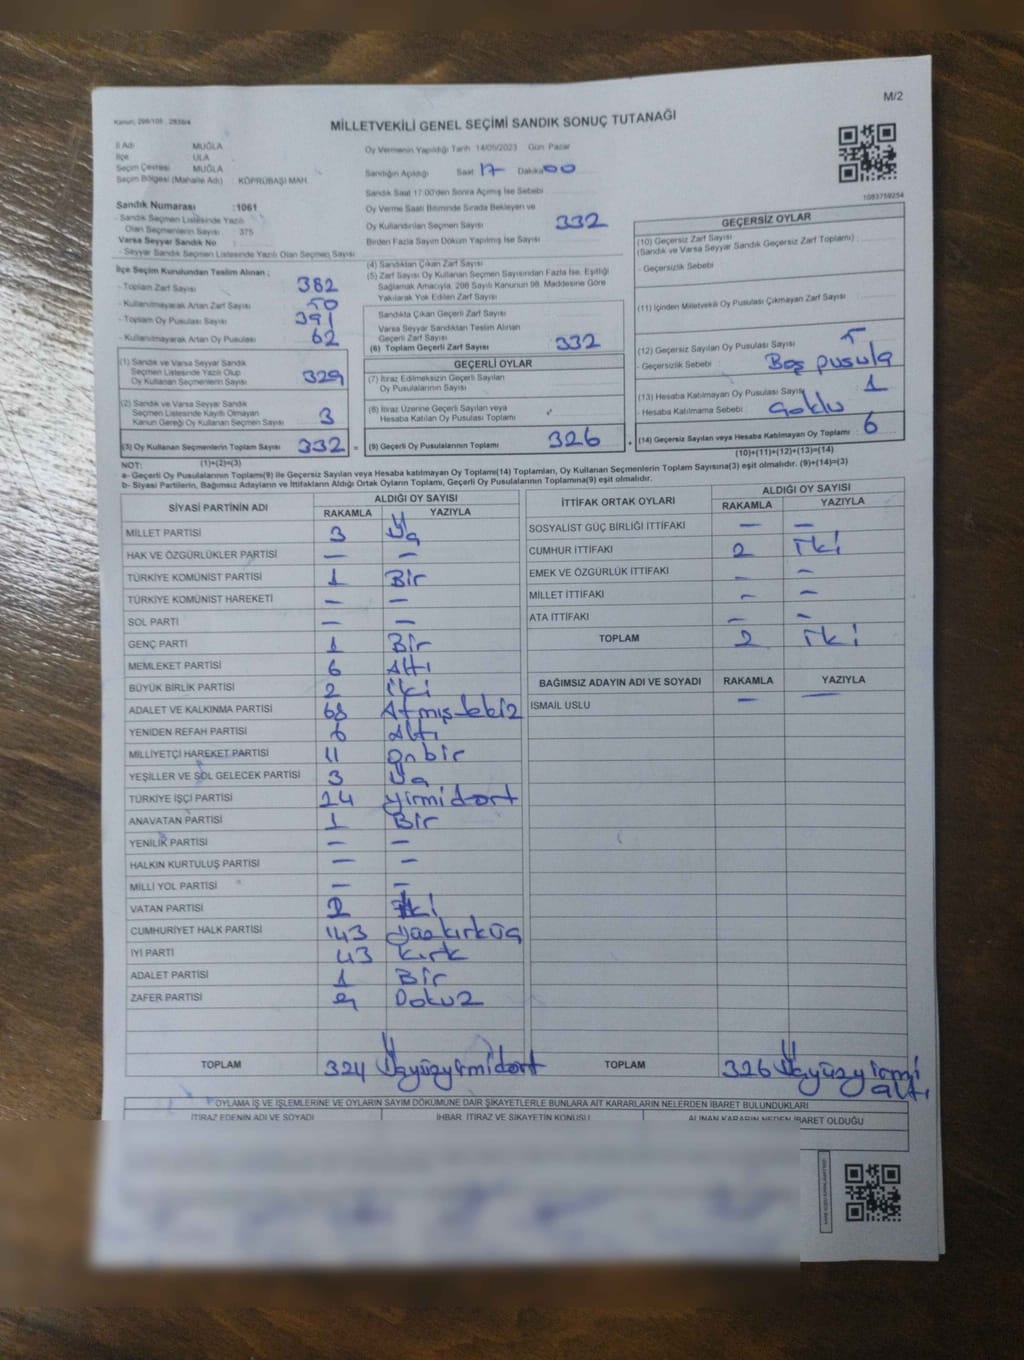 M/2
Kanun, 298/105 , 2839/4
MİLLETVEKİLİ GENEL SEÇİMİ SANDIK SONUÇ TUTANAĞI
İl Adı MUĞLA
İlçe ULA
Seçim Çevresi MUĞLA
Seçim Bölgesi (Mahalle Adı) : KÖPRÜBAŞI MAH.
Oy Vermenin Yapıldığı Tarih 14/05/2023 Gün Pazar
Sandığın Açıldığı Saat 17 Dakika 00
Sandık Saat 17:00'den Sonra Açılmış İse Sebebi
1083759254
Sandık Numarası :1061
- Sandık Seçmen Listesinde Yazılı
Olan Seçmenlerin Sayısı : 375
Varsa Seyyar Sandık No
- Seyyar Sandık Seçmen Listesinde Yazılı Olan Seçmen Sayısı
Oy Verme Saati Bitiminde Sırada Bekleyen ve
Oy Kullandırılan Seçmen Sayısı 332
Birden Fazla Sayım Döküm Yapılmış İse Sayısı
İlçe Seçim Kurulundan Teslim Alınan ;
- Toplam Zarf Sayısı 382
- Kullanılmayarak Artan Zarf Sayısı 50
- Toplam Oy Pusulası Sayısı 391
- Kullanılmayarak Artan Oy Pusulası 62
(1) Sandık ve Varsa Seyyar Sandık
Seçmen Listesinde Yazılı Olup
Oy Kullanan Seçmenlerin Sayısı 329
(2) Sandık ve Varsa Seyyar Sandık
Seçmen Listesinde Kayıtlı Olmayan
Kanun Gereği Oy Kullanan Seçmen Sayısı 3
(3) Oy Kullanan Seçmenlerin Toplam Sayısı 332 =
(1)+(2)=(3)
(4) Sandıktan Çıkan Zarf Sayısı
(5) Zarf Sayısı Oy Kullanan Seçmen Sayısından Fazla İse, Eşitliği
Sağlamak Amacıyla, 298 Sayılı Kanunun 98. Maddesine Göre
Yakılarak Yok Edilen Zarf Sayısı
Sandıkta Çıkan Geçerli Zarf Sayısı
Varsa Seyyar Sandıktan Teslim Alınan
Geçerli Zarf Sayısı
(6) Toplam Geçerli Zarf Sayısı 332
GEÇERLİ OYLAR
(7) İtiraz Edilmeksizin Geçerli Sayılan
Oy Pusulalarının Sayısı
(8) İtiraz Üzerine Geçerli Sayılan veya
Hesaba Katılan Oy Pusulası Toplamı
(9) Geçerli Oy Pusulalarının Toplamı 326 +
GEÇERSİZ OYLAR
(10) Geçersiz Zarf Sayısı
(Sandık ve Varsa Seyyar Sandık Geçersiz Zarf Toplamı) :
- Geçersizlik Sebebi
(11) İçinden Milletvekili Oy Pusulası Çıkmayan Zarf Sayısı
(12) Geçersiz Sayılan Oy Pusulası Sayısı 5
- Geçersizlik Sebebi Boş pusula
(13) Hesaba Katılmayan Oy Pusulası Sayısı 1
- Hesaba Katılmama Sebebi : Çoklu
(14) Geçersiz Sayılan veya Hesaba Katılmayan Oy Toplamı : 6
(10)+(11)+(12)+(13)=(14)
NOT:
a- Geçerli Oy Pusulalarının Toplamı(9) ile Geçersiz Sayılan veya Hesaba katılmayan Oy Toplam(14) Toplamları, Oy Kullanan Seçmenlerin Toplam Sayısına(3) eşit olmalıdır. (9)+(14)=(3)
b- Siyasi Partilerin, Bağımsız Adayların ve İttifakların Aldığı Ortak Oyların Toplamı, Geçerli Oy Pusulalarının Toplamına(9) eşit olmalıdır.
SİYASİ PARTİNİN ADI ALDIĞI OY SAYISI
RAKAMLA YAZIYLA
MİLLET PARTİSİ 3 Üç
HAK VE ÖZGÜRLÜKLER PARTİSİ — —
TÜRKİYE KOMÜNİST PARTİSİ 1 Bir
TÜRKİYE KOMÜNİST HAREKETİ — —
SOL PARTİ — —
GENÇ PARTİ 1 Bir
MEMLEKET PARTİSİ 6 Altı
BÜYÜK BİRLİK PARTİSİ 2 iki
ADALET VE KALKINMA PARTİSİ 68 Atmışsekiz
YENİDEN REFAH PARTİSİ 6 Altı
MİLLİYETÇİ HAREKET PARTİSİ 11 onbir
YEŞİLLER VE SOL GELECEK PARTİSİ 3 Üç
TÜRKİYE İŞÇİ PARTİSİ 24 yirmidört
ANAVATAN PARTİSİ 1 Bir
YENİLİK PARTİSİ — —
HALKIN KURTULUŞ PARTİSİ — —
MİLLİ YOL PARTİSİ — —
VATAN PARTİSİ 2 iki
CUMHURİYET HALK PARTİSİ 143 yüzkırküç
İYİ PARTİ 43 kırk
ADALET PARTİSİ 1 Bir
ZAFER PARTİSİ 9 Dokuz
TOPLAM 324 Üçyüzyirmidört
İTTİFAK ORTAK OYLARI ALDIĞI OY SAYISI
RAKAMLA YAZIYLA
SOSYALİST GÜÇ BİRLİĞİ İTTİFAKI — —
CUMHUR İTTİFAKI 2 iki
EMEK VE ÖZGÜRLÜK İTTİFAKI — —
MİLLET İTTİFAKI — —
ATA İTTİFAKI — —
TOPLAM 2 iki
BAĞIMSIZ ADAYIN ADI VE SOYADI RAKAMLA YAZIYLA
İSMAİL USLU — —
TOPLAM 326 Üçyüzyirmi
altı
OYLAMA İŞ VE İŞLEMLERİNE VE OYLARIN SAYIM DÖKÜMÜNE DAİR ŞİKAYETLERLE BUNLARA AİT KARARLARIN NELERDEN İBARET BULUNDUKLARI
İTİRAZ EDENİN ADI VE SOYADI İHBAR, İTİRAZ VE ŞİKAYETİN KONUSU ALINAN KARARIN NEDEN İBARET OLDUĞU